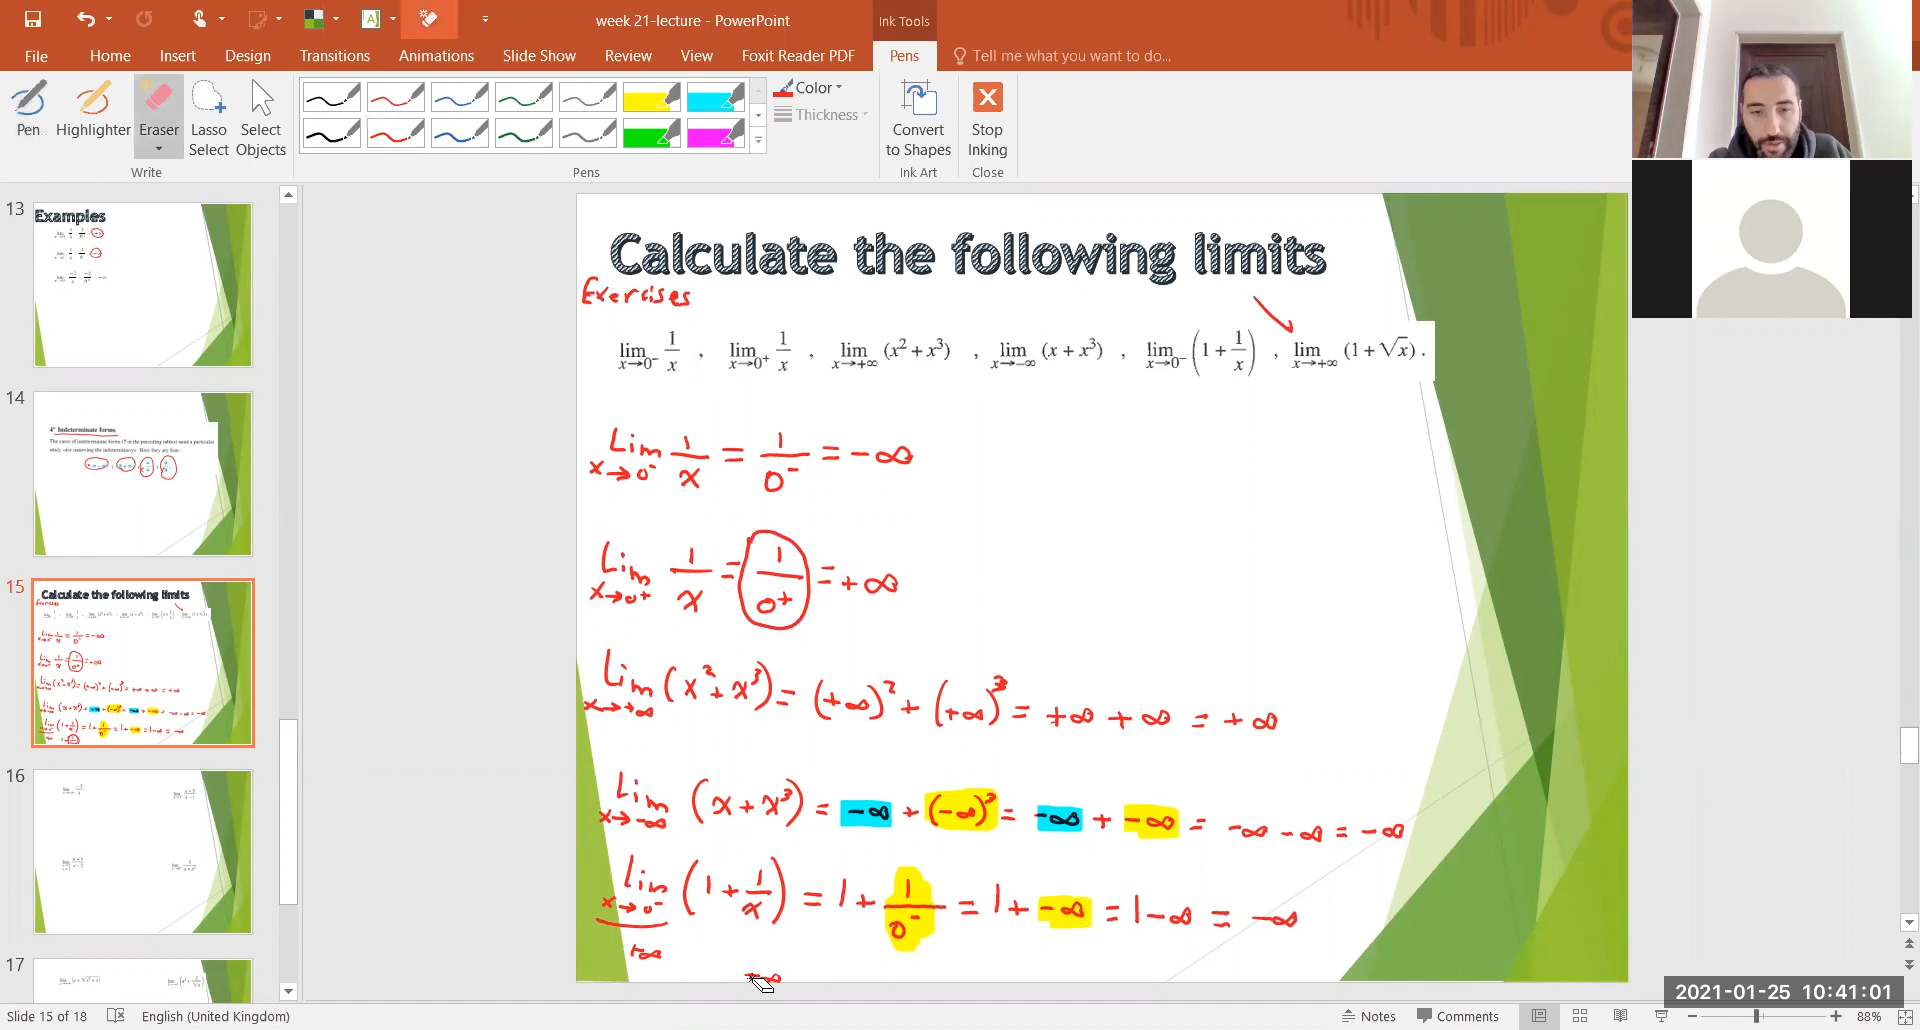 week 21-lecture - PowerPoint
Ink Tools
File Home Insert Design Transitions Animations Slide Show Review View Foxit Reader PDF Pens Tell me what you want to do...
Pen Highlighter Eraser Lasso Select Select Objects
Color
Thickness
Convert to Shapes
Stop Inking
Write Pens Ink Art Close
13
Examples
14
4° Indeterminate forms
15
Calculate the following limits
16
17
Calculate the following limits
Exercises
lim x→0⁻ 1/x , lim x→0⁺ 1/x , lim x→+∞ (x² + x³) , lim x→−∞ (x + x³) , lim x→0⁻ (1 + 1/x) , lim x→+∞ (1 + √x) .
Lim x→0⁻ 1/x = 1/0⁻ = −∞
Lim x→0⁺ 1/x = 1/0⁺ = +∞
Lim x→+∞ (x² + x³) = (+∞)² + (+∞)³ = +∞ + ∞ = +∞
Lim x→−∞ (x + x³) = −∞ + (−∞)³ = −∞ + −∞ = −∞ − ∞ = −∞
Lim x→0⁻ (1 + 1/x) = 1 + 1/0⁻ = 1 + −∞ = 1 − ∞ = −∞
+∞
2021-01-25 10:41:01
Slide 15 of 18 English (United Kingdom) Notes Comments 88%